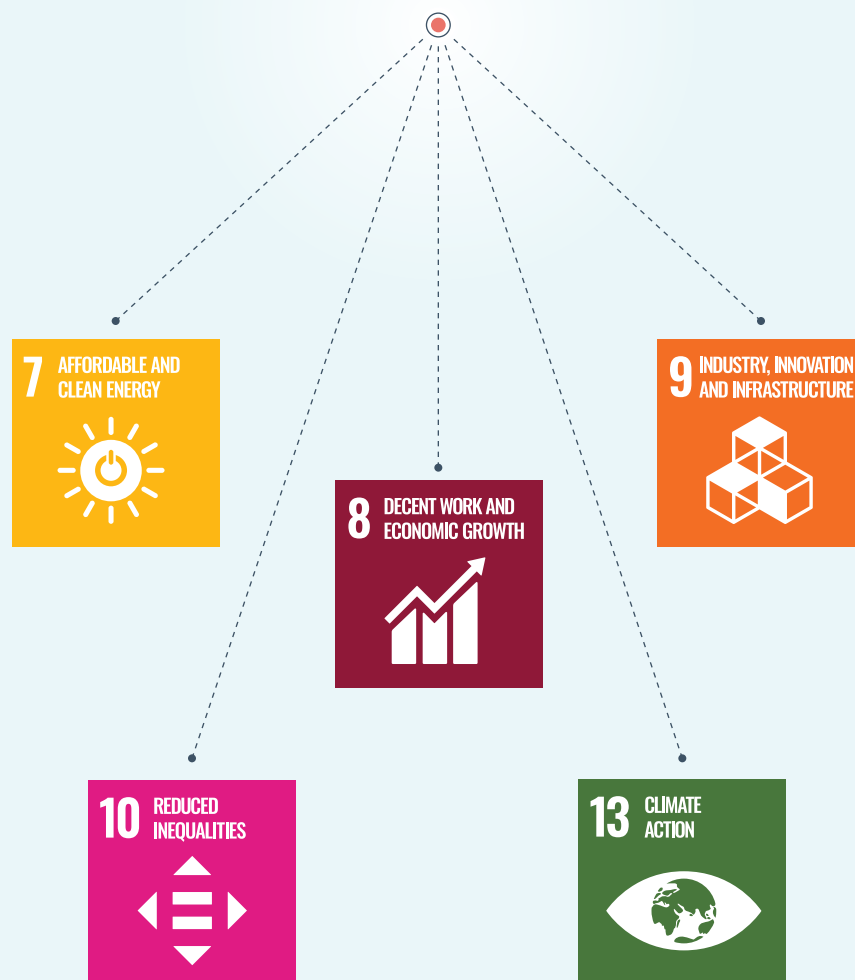 7 AFFORDABLE AND
CLEAN ENERGY
9 INDUSTRY, INNOVATION
AND INFRASTRUCTURE
8 DECENT WORK AND
ECONOMIC GROWTH
10 REDUCED
INEQUALITIES
13 CLIMATE
ACTION